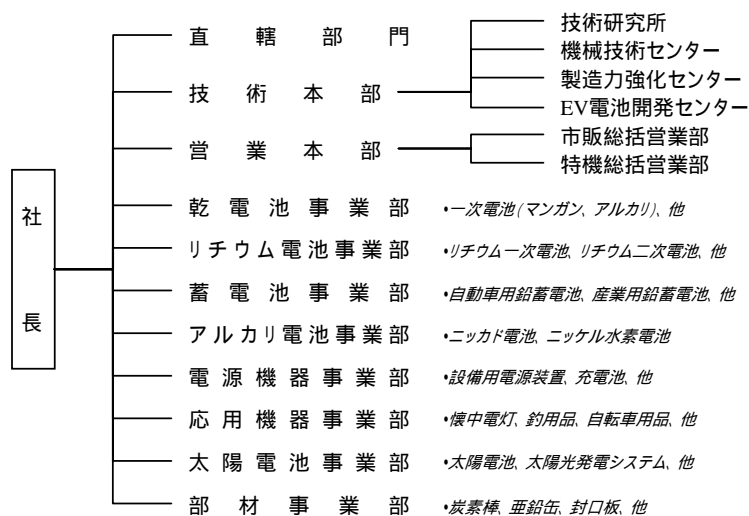 社長
直轄部門
技術本部
技術研究所
機械技術センター
製造力強化センター
EV電池開発センター
営業本部
市販総括営業部
特機総括営業部
乾電池事業部 •一次電池(マンガン、アルカリ)、他
リチウム電池事業部 •リチウム一次電池、リチウム二次電池、他
蓄電池事業部 •自動車用鉛蓄電池、産業用鉛蓄電池、他
アルカリ電池事業部 •ニッカド電池、ニッケル水素電池
電源機器事業部 •設備用電源装置、充電池、他
応用機器事業部 •懐中電灯、釣用品、自転車用品、他
太陽電池事業部 •太陽電池、太陽光発電システム、他
部材事業部 •炭素棒、亜鉛缶、封口板、他